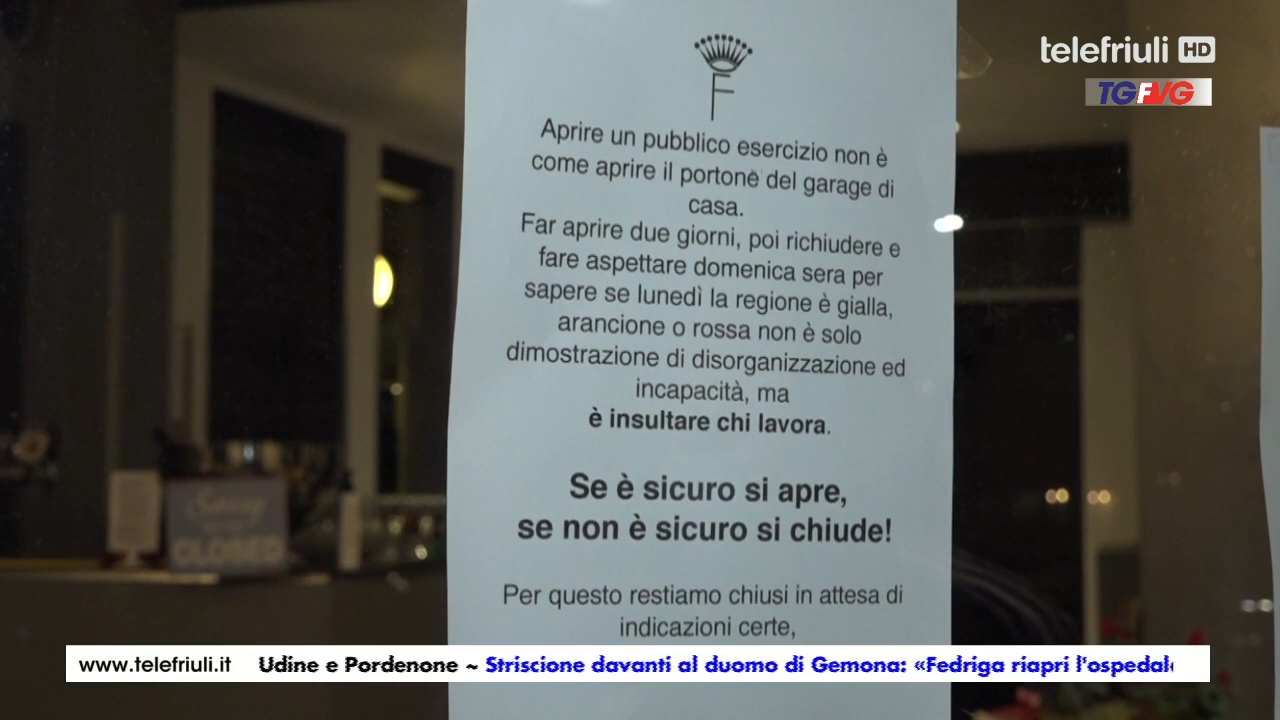 telefriuli HD
TGFVG
F
Aprire un pubblico esercizio non è
come aprire il portone del garage di
casa.
Far aprire due giorni, poi richiudere e
fare aspettare domenica sera per
sapere se lunedì la regione è gialla,
arancione o rossa non è solo
dimostrazione di disorganizzazione ed
incapacità, ma
è insultare chi lavora.
Se è sicuro si apre,
se non è sicuro si chiude!
Per questo restiamo chiusi in attesa di
indicazioni certe,
Sorry
CLOSED
www.telefriuli.it Udine e Pordenone ~ Striscione davanti al duomo di Gemona: «Fedriga riapri l'ospedal